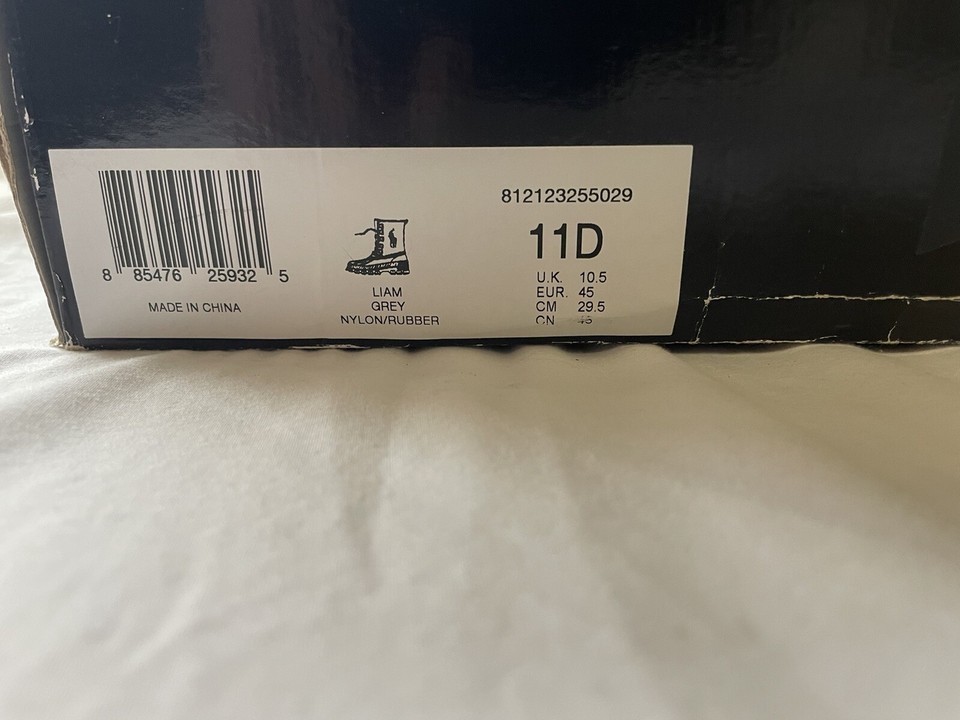 8 85476 25932 5
MADE IN CHINA
LIAM
GREY
NYLON/RUBBER
812123255029
11D
U.K. 10.5
EUR. 45
CM 29.5
CN